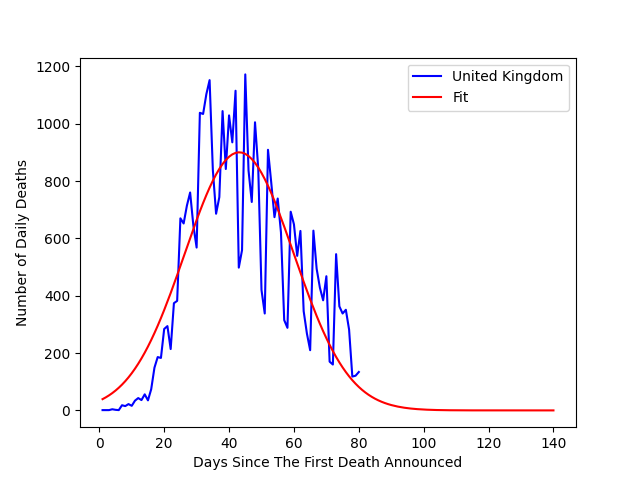 United Kingdom
Fit
1200
1000
800
600
400
200
0
Number of Daily Deaths
0 20 40 60 80 100 120 140
Days Since The First Death Announced